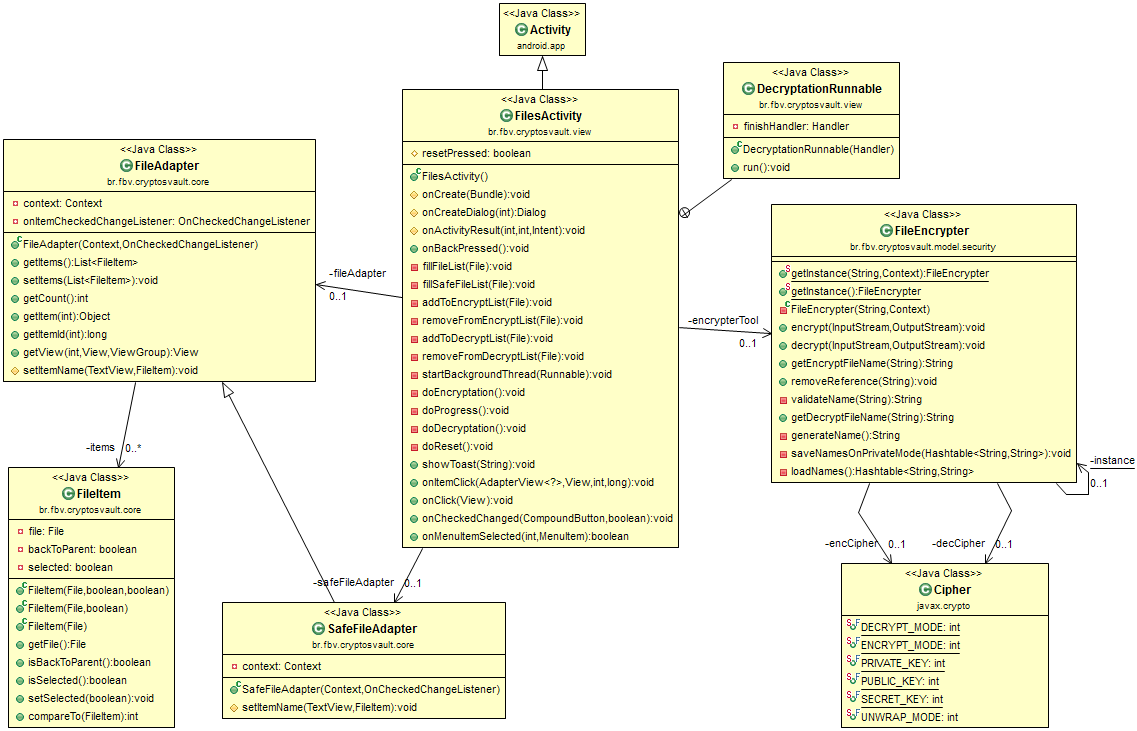 <<Java Class>>
Activity
android.app
<<Java Class>>
DecryptationRunnable
br.fbv.cryptosvault.view
finishHandler: Handler
DecryptationRunnable(Handler)
run():void
<<Java Class>>
FilesActivity
br.fbv.cryptosvault.view
resetPressed: boolean
FilesActivity()
onCreate(Bundle):void
onCreateDialog(int):Dialog
onActivityResult(int,int,Intent):void
onBackPressed():void
fillFileList(File):void
fillSafeFileList(File):void
addToEncryptList(File):void
removeFromEncryptList(File):void
addToDecryptList(File):void
removeFromDecryptList(File):void
startBackgroundThread(Runnable):void
doEncryptation():void
doProgress():void
doDecryptation():void
doReset():void
showToast(String):void
onItemClick(AdapterView<?>,View,int,long):void
onClick(View):void
onCheckedChanged(CompoundButton,boolean):void
onMenuItemSelected(int,MenuItem):boolean
<<Java Class>>
FileAdapter
br.fbv.cryptosvault.core
context: Context
onItemCheckedChangeListener: OnCheckedChangeListener
FileAdapter(Context,OnCheckedChangeListener)
getItems():List<FileItem>
setItems(List<FileItem>):void
getCount():int
getItem(int):Object
getItemId(int):long
getView(int,View,ViewGroup):View
setItemName(TextView,FileItem):void
-fileAdapter
0..1
<<Java Class>>
FileEncrypter
br.fbv.cryptosvault.model.security
getInstance(String,Context):FileEncrypter
getInstance():FileEncrypter
FileEncrypter(String,Context)
encrypt(InputStream,OutputStream):void
decrypt(InputStream,OutputStream):void
getEncryptFileName(String):String
removeReference(String):void
validateName(String):String
getDecryptFileName(String):String
generateName():String
saveNamesOnPrivateMode(Hashtable<String,String>):void
loadNames():Hashtable<String,String>
-encrypterTool
0..1
-instance
0..1
-items
0..*
<<Java Class>>
FileItem
br.fbv.cryptosvault.core
file: File
backToParent: boolean
selected: boolean
FileItem(File,boolean,boolean)
FileItem(File,boolean)
FileItem(File)
getFile():File
isBackToParent():boolean
isSelected():boolean
setSelected(boolean):void
compareTo(FileItem):int
-safeFileAdapter
0..1
<<Java Class>>
SafeFileAdapter
br.fbv.cryptosvault.core
context: Context
SafeFileAdapter(Context,OnCheckedChangeListener)
setItemName(TextView,FileItem):void
-encCipher
0..1
-decCipher
0..1
<<Java Class>>
Cipher
javax.crypto
DECRYPT_MODE: int
ENCRYPT_MODE: int
PRIVATE_KEY: int
PUBLIC_KEY: int
SECRET_KEY: int
UNWRAP_MODE: int